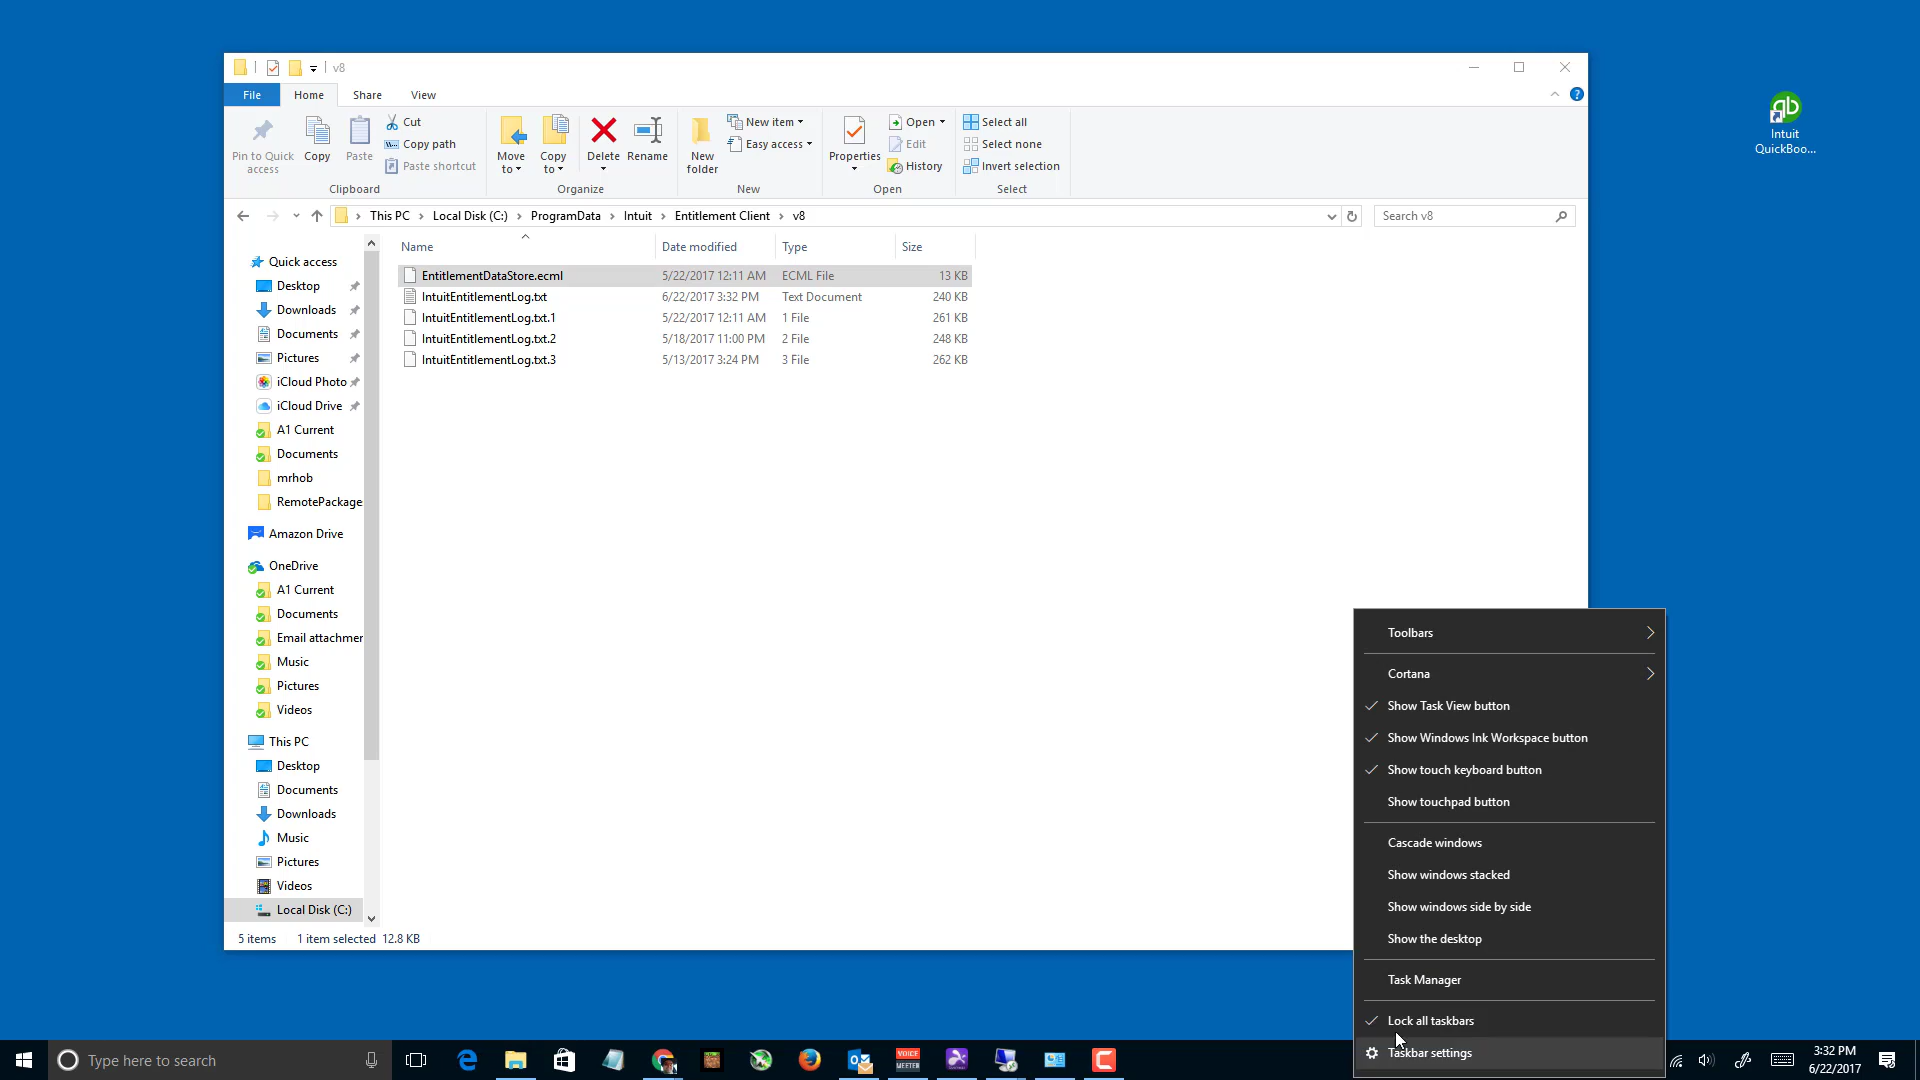 v8
File
Home
Share
View
Pin to Quick
access
Copy
Paste
Cut
Copy path
Paste shortcut
Clipboard
Move
to
Copy
to
Delete
Rename
Organize
New
folder
New item
Easy access
New
Properties
Open
Edit
History
Open
Select all
Select none
Invert selection
Select
This PC
Local Disk (C:)
ProgramData
Intuit
Entitlement Client
v8
Search v8
Name
Date modified
Type
Size
EntitlementDataStore.ecml 5/22/2017 12:11 AM ECML File 13 KB
IntuitEntitlementLog.txt 6/22/2017 3:32 PM Text Document 240 KB
IntuitEntitlementLog.txt.1 5/22/2017 12:11 AM 1 File 261 KB
IntuitEntitlementLog.txt.2 5/18/2017 11:00 PM 2 File 248 KB
IntuitEntitlementLog.txt.3 5/13/2017 3:24 PM 3 File 262 KB
Quick access
Desktop
Downloads
Documents
Pictures
iCloud Photo
iCloud Drive
A1 Current
Documents
mrhob
RemotePackage
Amazon Drive
OneDrive
A1 Current
Documents
Email attachmer
Music
Pictures
Videos
This PC
Desktop
Documents
Downloads
Music
Pictures
Videos
Local Disk (C:)
5 items 1 item selected 12.8 KB
qb
Intuit
QuickBoo...
Toolbars
Cortana
Show Task View button
Show Windows Ink Workspace button
Show touch keyboard button
Show touchpad button
Cascade windows
Show windows stacked
Show windows side by side
Show the desktop
Task Manager
Lock all taskbars
Taskbar settings
Type here to search
VOICE
MEETER
3:32 PM
6/22/2017